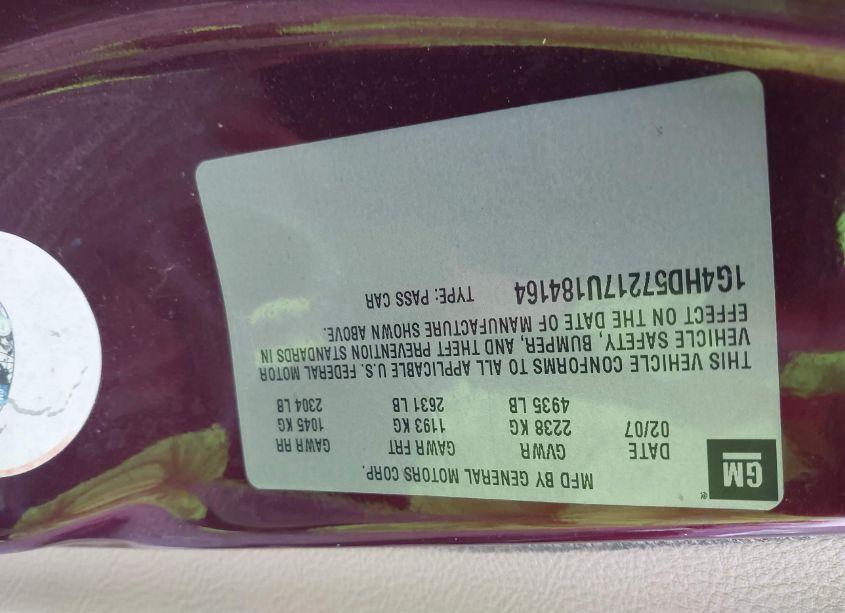 GM
MFD BY GENERAL MOTORS CORP.
DATE GVWR GAWR FRT GAWR RR
02/07 2238 KG 1193 KG 1045 KG
4935 LB 2631 LB 2304 LB
THIS VEHICLE CONFORMS TO ALL APPLICABLE U.S. FEDERAL MOTOR
VEHICLE SAFETY, BUMPER, AND THEFT PREVENTION STANDARDS IN
EFFECT ON THE DATE OF MANUFACTURE SHOWN ABOVE.
1G4HD57217U184164 TYPE: PASS CAR